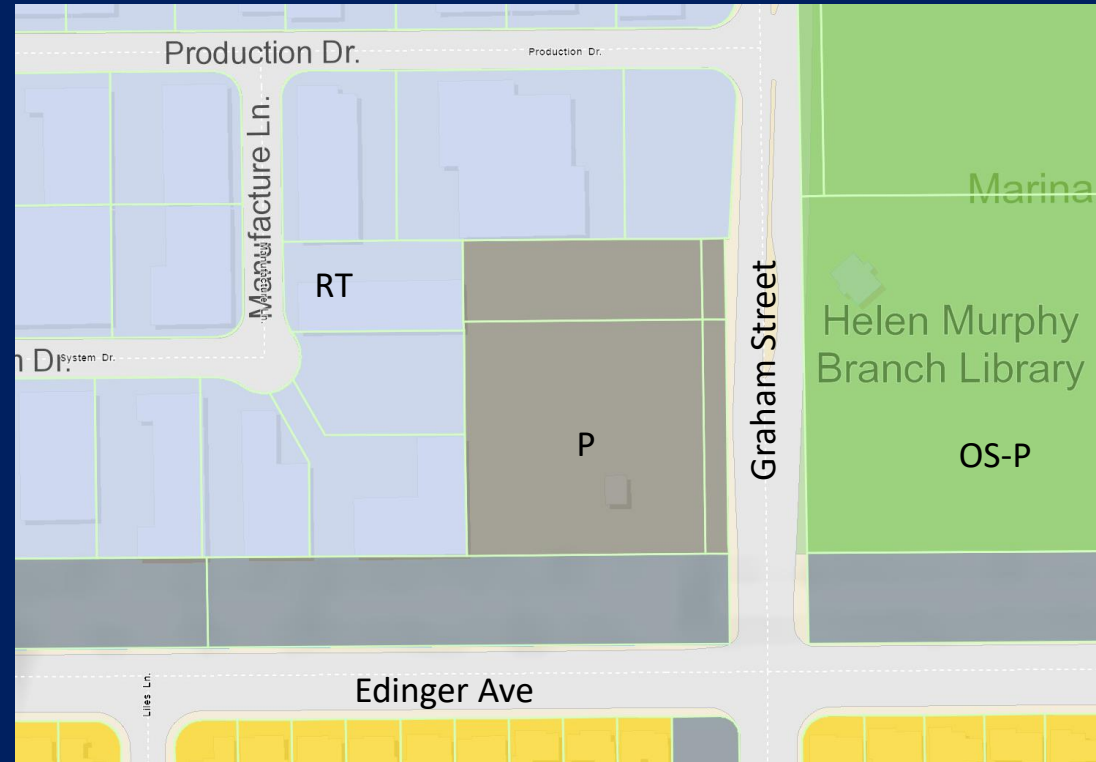 Production Dr.
Production Dr.
Manufacture Ln.
Marina
RT
Graham Street
Helen Murphy
Branch Library
n Dr.
System Dr.
P
OS-P
Edinger Ave
Liles Ln.